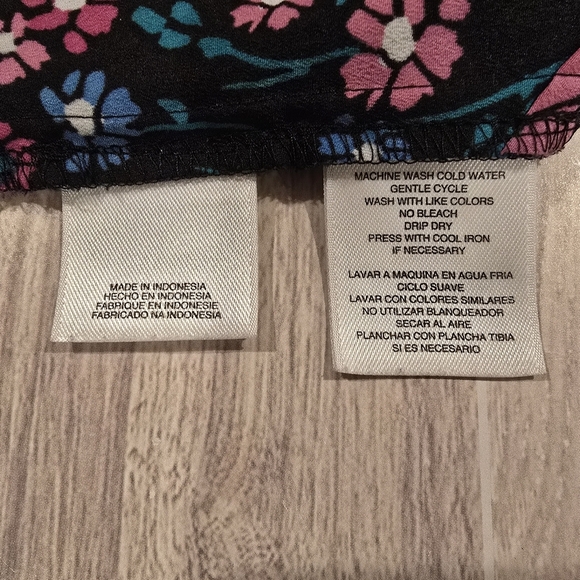 MADE IN INDONESIA
HECHO EN INDONESIA
FABRIQUE EN INDONESIE
FABRICADO NA INDONESIA
MACHINE WASH COLD WATER
GENTLE CYCLE
WASH WITH LIKE COLORS
NO BLEACH
DRIP DRY
PRESS WITH COOL IRON
IF NECESSARY
LAVAR A MAQUINA EN AGUA FRIA
CICLO SUAVE
LAVAR CON COLORES SIMILARES
NO UTILIZAR BLANQUEADOR
SECAR AL AIRE
PLANCHAR CON PLANCHA TIBIA
SI ES NECESARIO